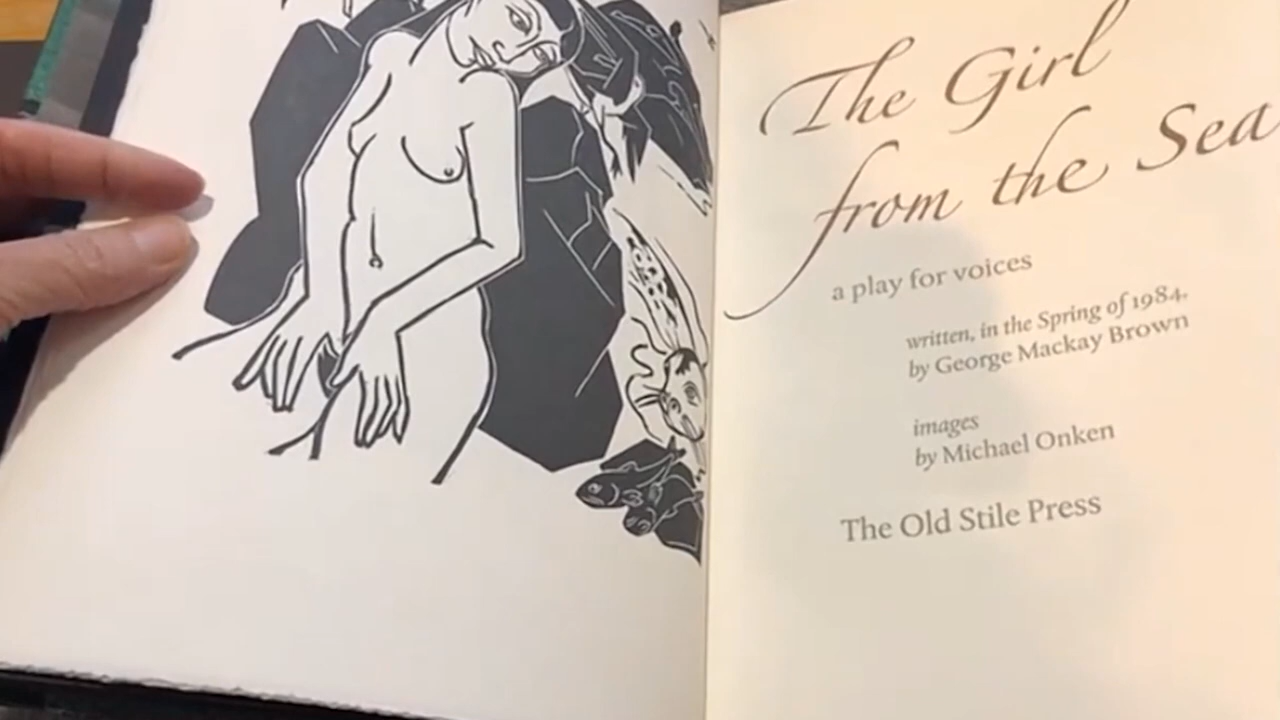 The Girl
from the Sea
a play for voices
written, in the Spring of 1984,
by George Mackay Brown
images
by Michael Onken
The Old Stile Press